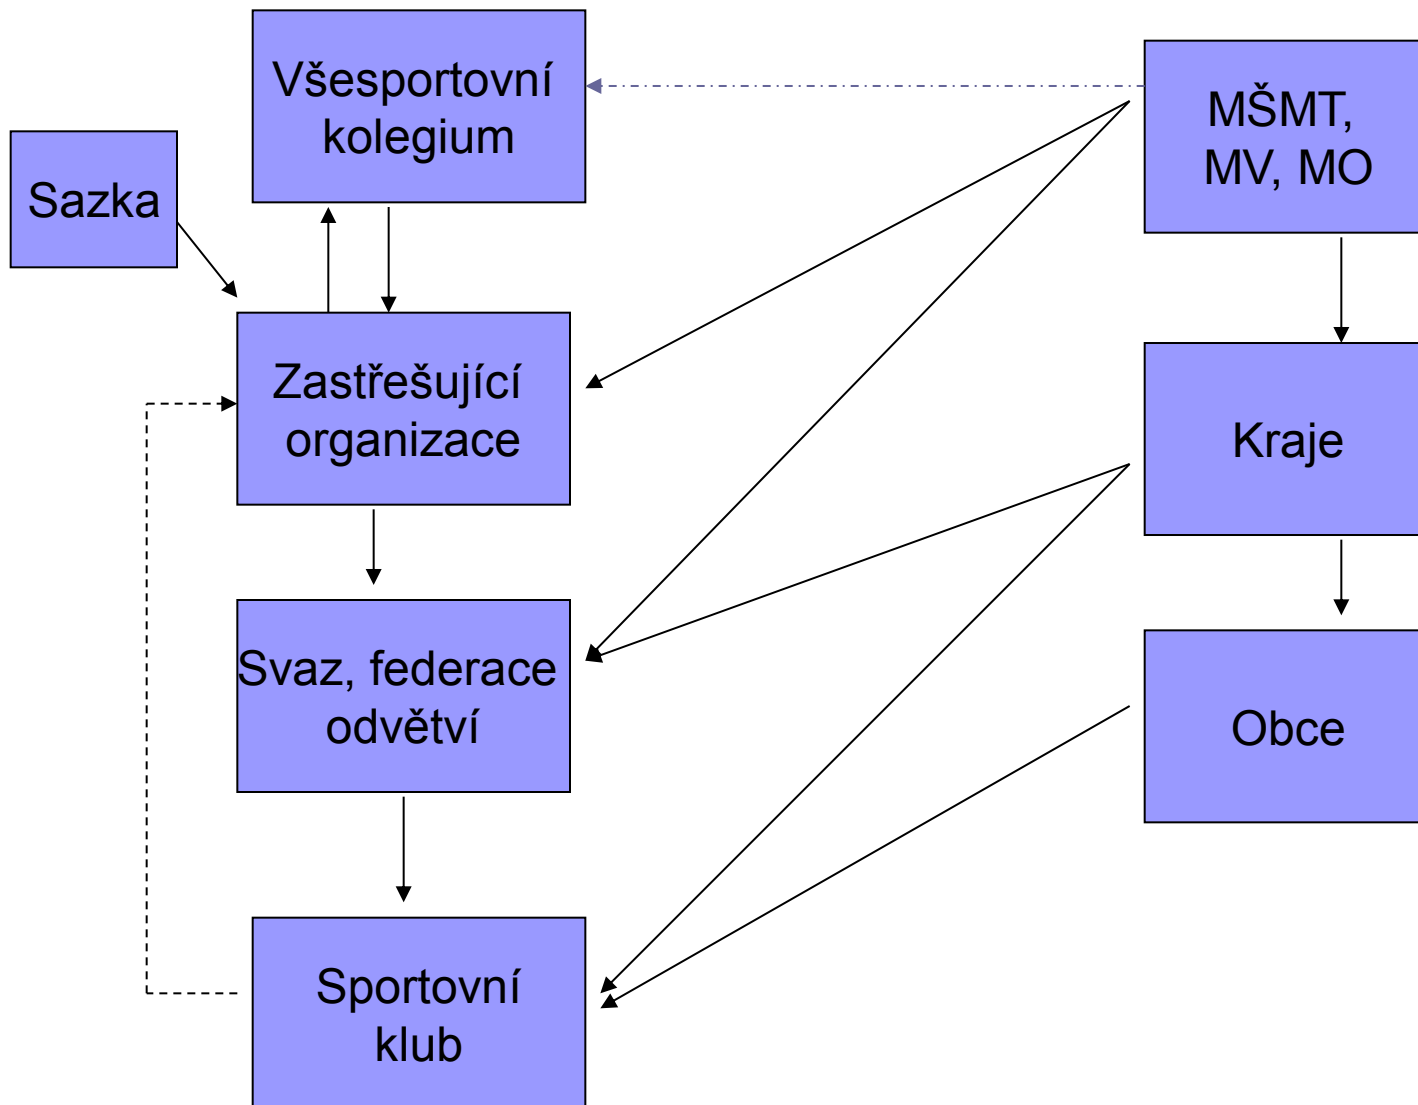 Všesportovní
kolegium
MŠMT,
MV, MO
Sazka
Zastřešující
organizace
Kraje
Svaz, federace
odvětví
Obce
Sportovní
klub